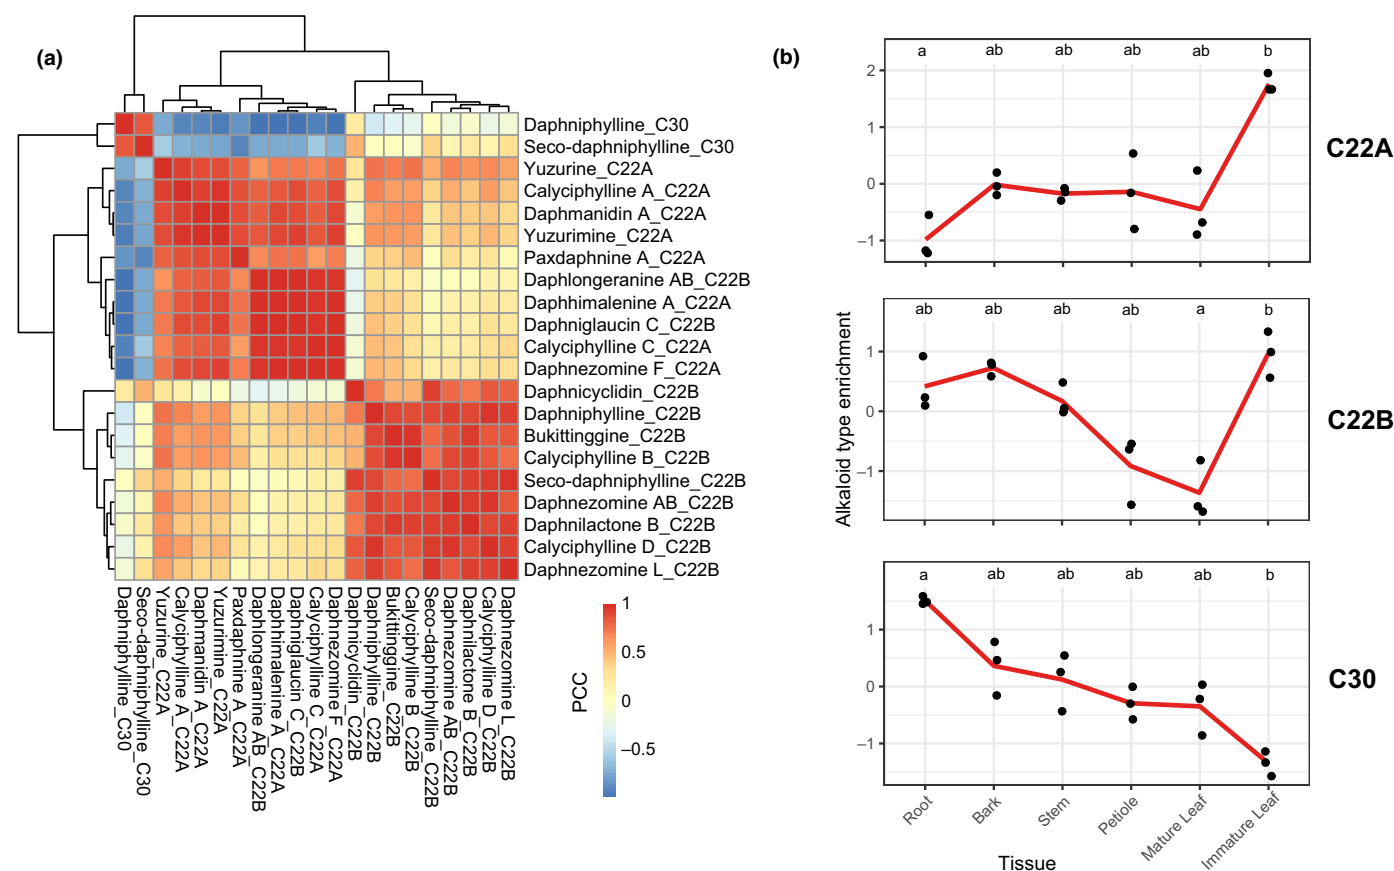 (a)
Daphniphylline_C30
Seco-daphniphylline_C30
Yuzurine_C22A
Calyciphylline A_C22A
Daphmanidin A_C22A
Yuzurimine_C22A
Paxdaphnine A_C22A
Daphlongeranine AB_C22B
Daphhimalenine A_C22A
Daphniglaucin C_C22B
Calyciphylline C_C22A
Daphnezomine F_C22A
Daphnicyclidin_C22B
Daphniphylline_C22B
Bukittinggine_C22B
Calyciphylline B_C22B
Seco-daphniphylline_C22B
Daphnezomine AB_C22B
Daphnilactone B_C22B
Calyciphylline D_C22B
Daphnezomine L_C22B
Daphniphylline_C30
Seco-daphniphylline_C30
Yuzurine_C22A
Calyciphylline A_C22A
Daphmanidin A_C22A
Yuzurimine_C22A
Paxdaphnine A_C22A
Daphlongeranine AB_C22B
Daphhimalenine A_C22A
Daphniglaucin C_C22B
Calyciphylline C_C22A
Daphnezomine F_C22A
Daphnicyclidin_C22B
Daphniphylline_C22B
Bukittinggine_C22B
Calyciphylline B_C22B
Seco-daphniphylline_C22B
Daphnezomine AB_C22B
Daphnilactone B_C22B
Calyciphylline D_C22B
Daphnezomine L_C22B
PCC
1
0.5
0
−0.5
(b)
Alkaloid type enrichment
a ab ab ab ab b
2
1
0
−1
C22A
ab ab ab ab a b
1
0
−1
C22B
a ab ab ab ab b
1
0
−1
C30
Root
Bark
Stem
Petiole
Mature Leaf
Immature Leaf
Tissue